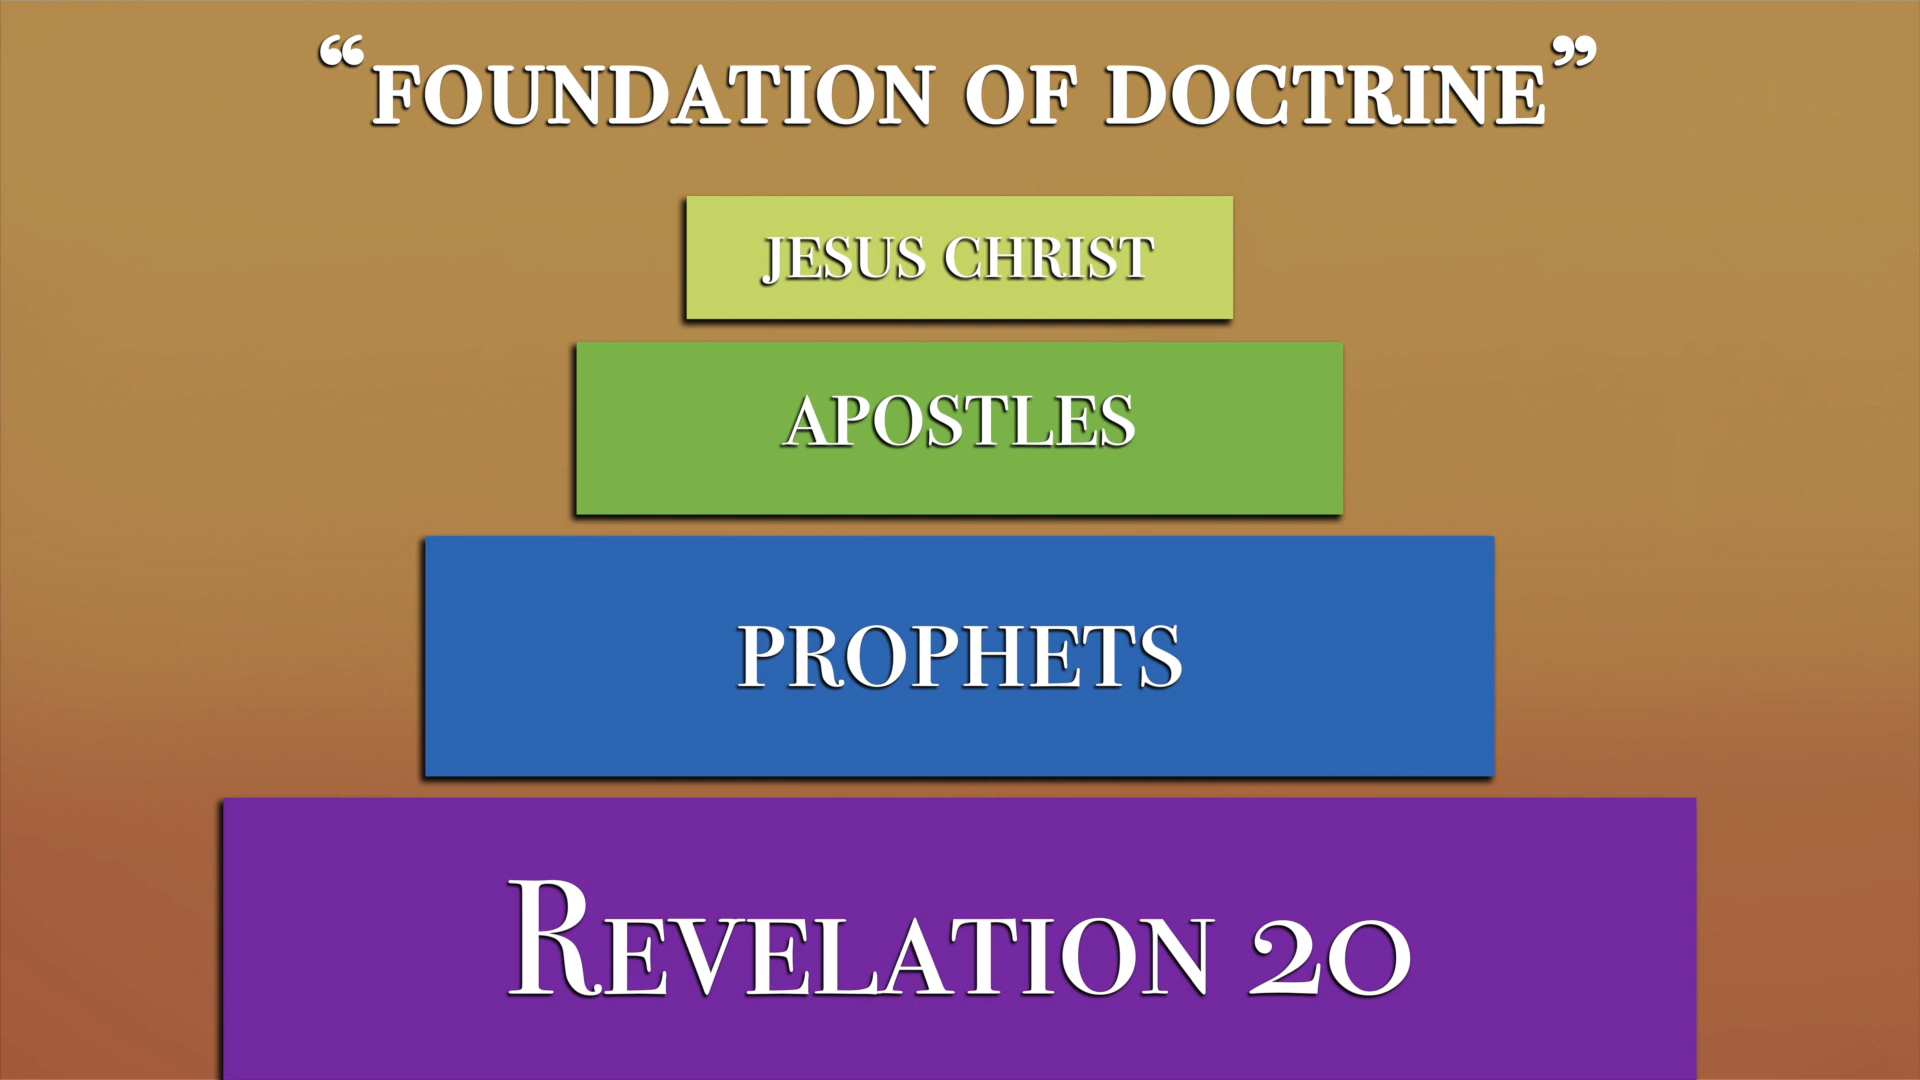 “FOUNDATION OF DOCTRINE”
JESUS CHRIST
APOSTLES
PROPHETS
REVELATION 20